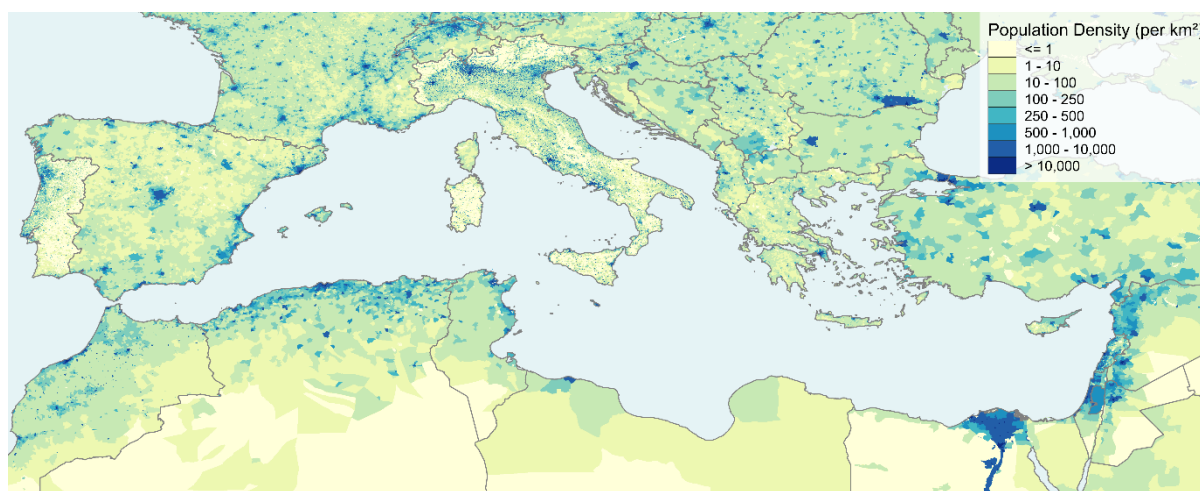 Population Density (per km²)
<= 1
1 - 10
10 - 100
100 - 250
250 - 500
500 - 1,000
1,000 - 10,000
> 10,000